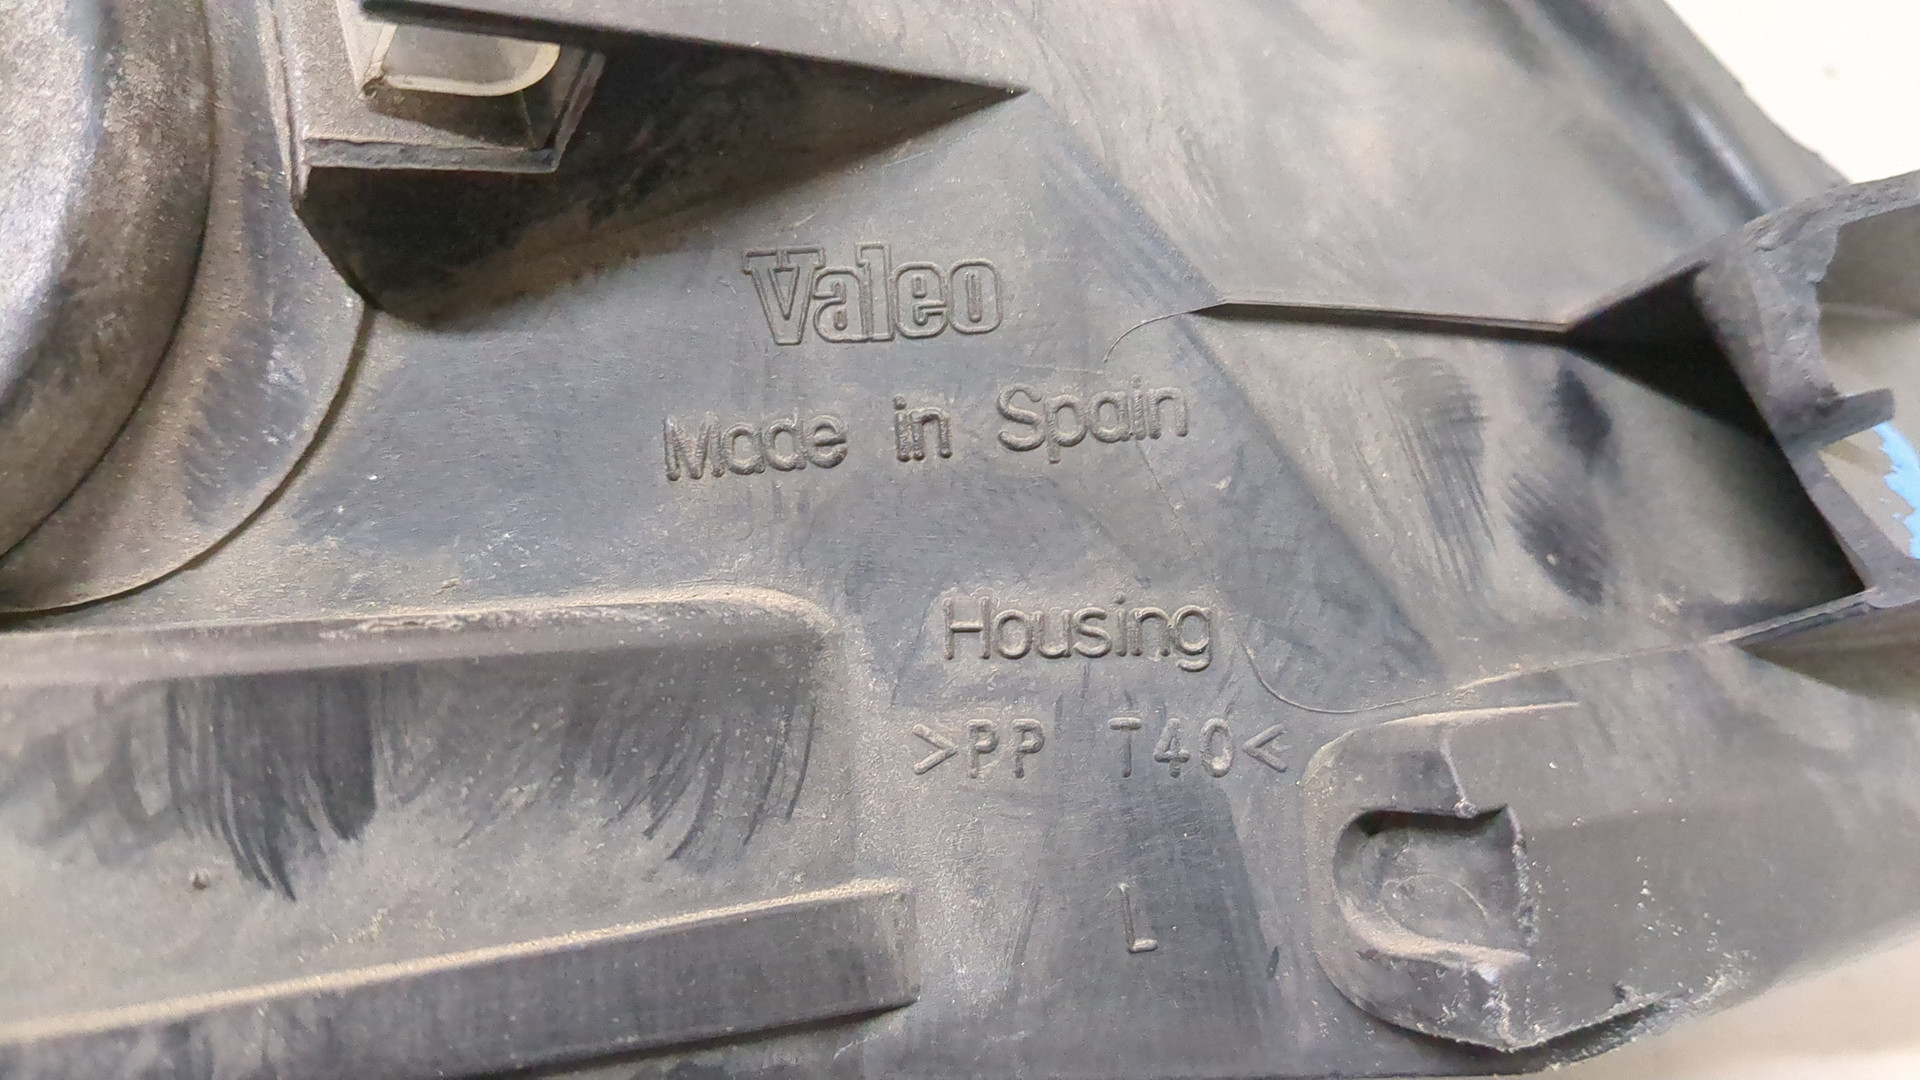 Valeo
Made in Spain
Housing
>PP T40<
L